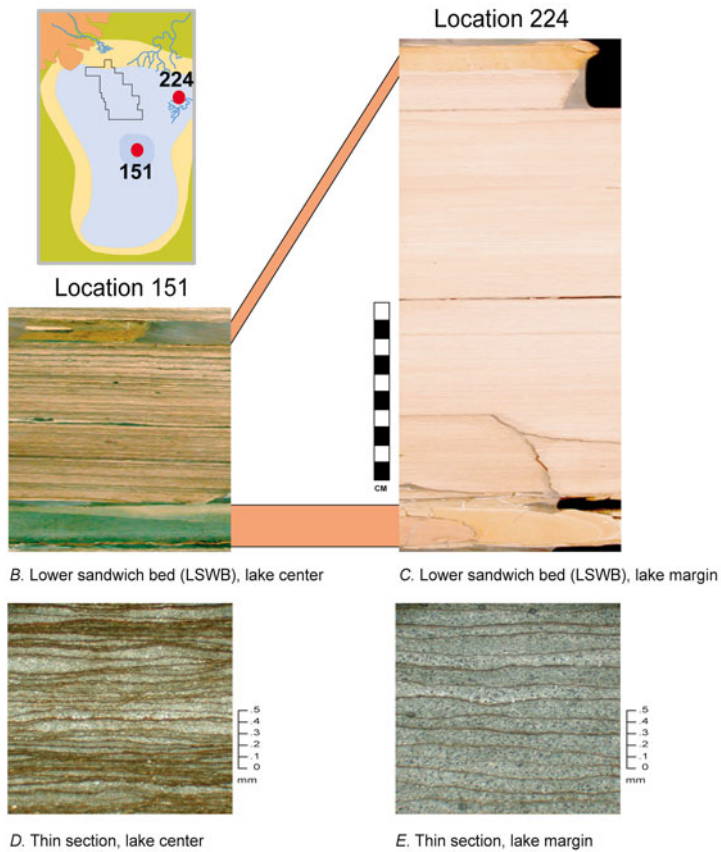 Location 224
224
151
Location 151
CM
B. Lower sandwich bed (LSWB), lake center
C. Lower sandwich bed (LSWB), lake margin
.5
.4
.3
.2
.1
0
mm
D. Thin section, lake center
.5
.4
.3
.2
.1
0
mm
E. Thin section, lake margin